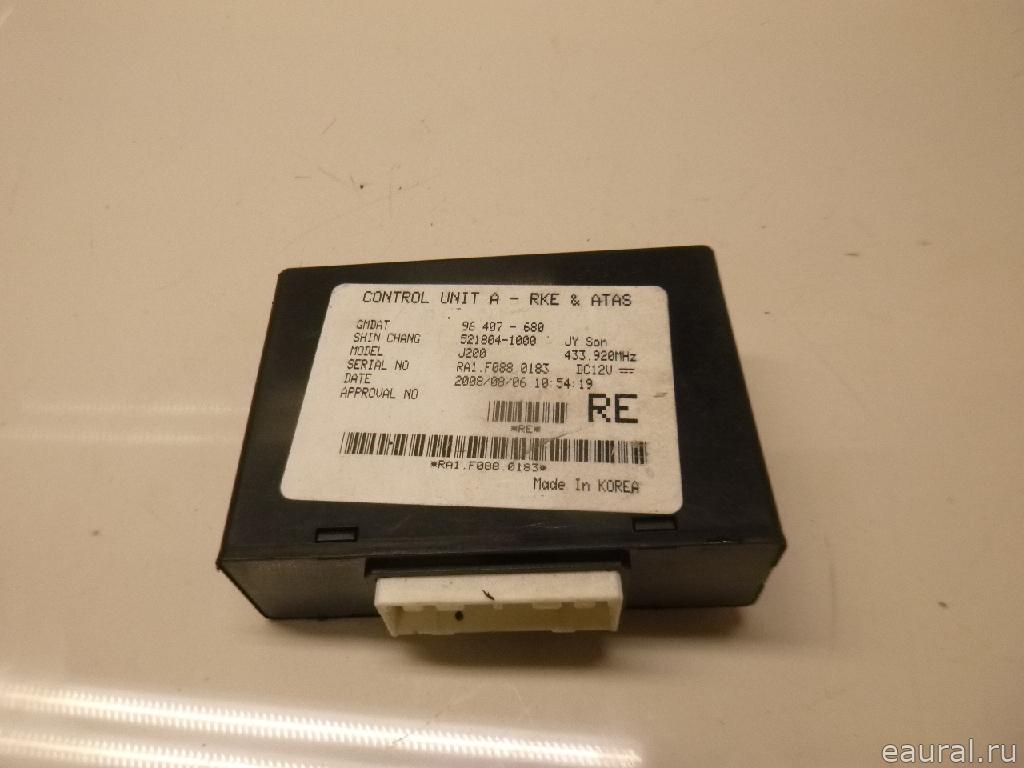 CONTROL UNIT A - RKE & ATAS
GMDAT 96 407 - 680
SHIN CHANG 521804-1000 JY Son
MODEL J200 433.920MHz
SERIAL NO RA1.F088.0183 DC12V
DATE 2008/08/06 10:54:19
APPROVAL NO
RE
*RE*
*RA1.F088.0183*
Made In KOREA
eaural.ru